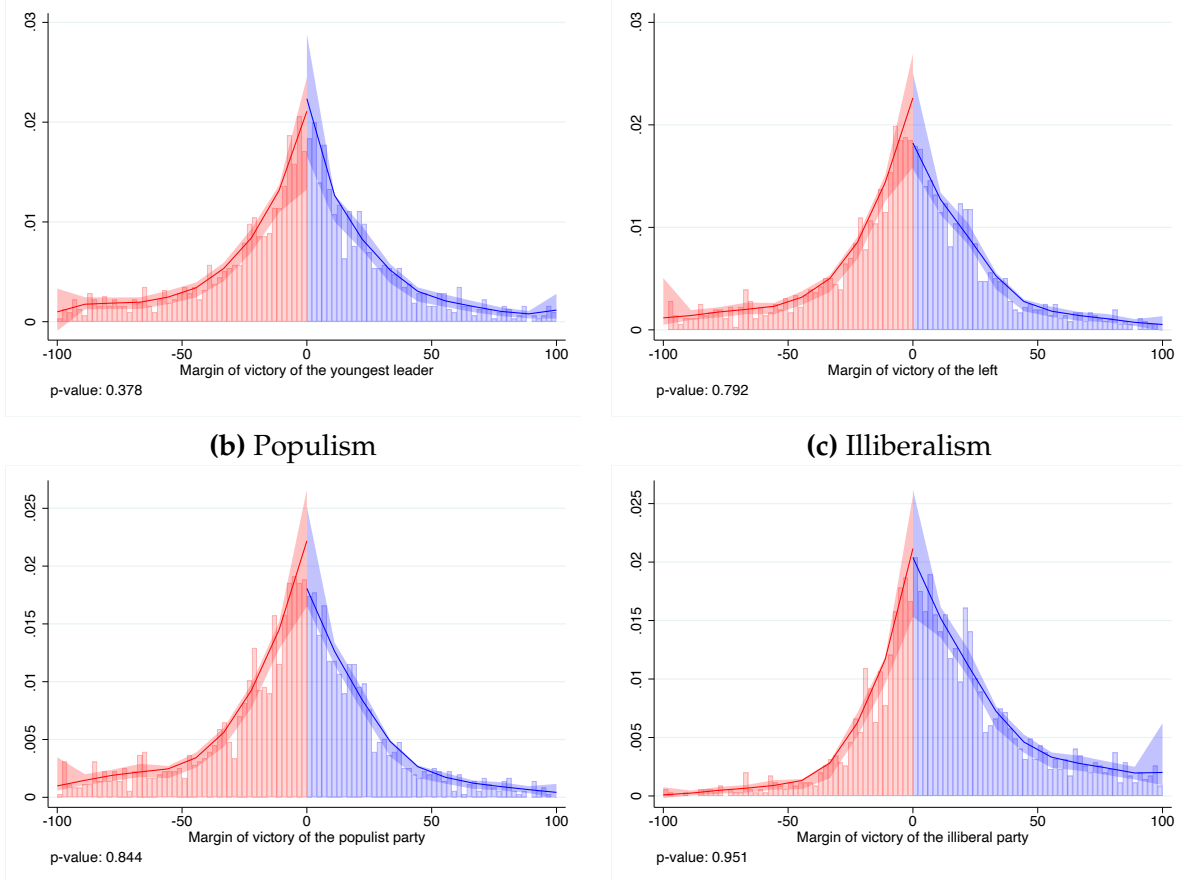 .03
.02
.01
0
-100 -50 0 50 100
Margin of victory of the youngest leader
p-value: 0.378
.03
.02
.01
0
-100 -50 0 50 100
Margin of victory of the left
p-value: 0.792
(b) Populism
(c) Illiberalism
.025
.02
.015
.01
.005
0
-100 -50 0 50 100
Margin of victory of the populist party
p-value: 0.844
.025
.02
.015
.01
.005
0
-100 -50 0 50 100
Margin of victory of the illiberal party
p-value: 0.951